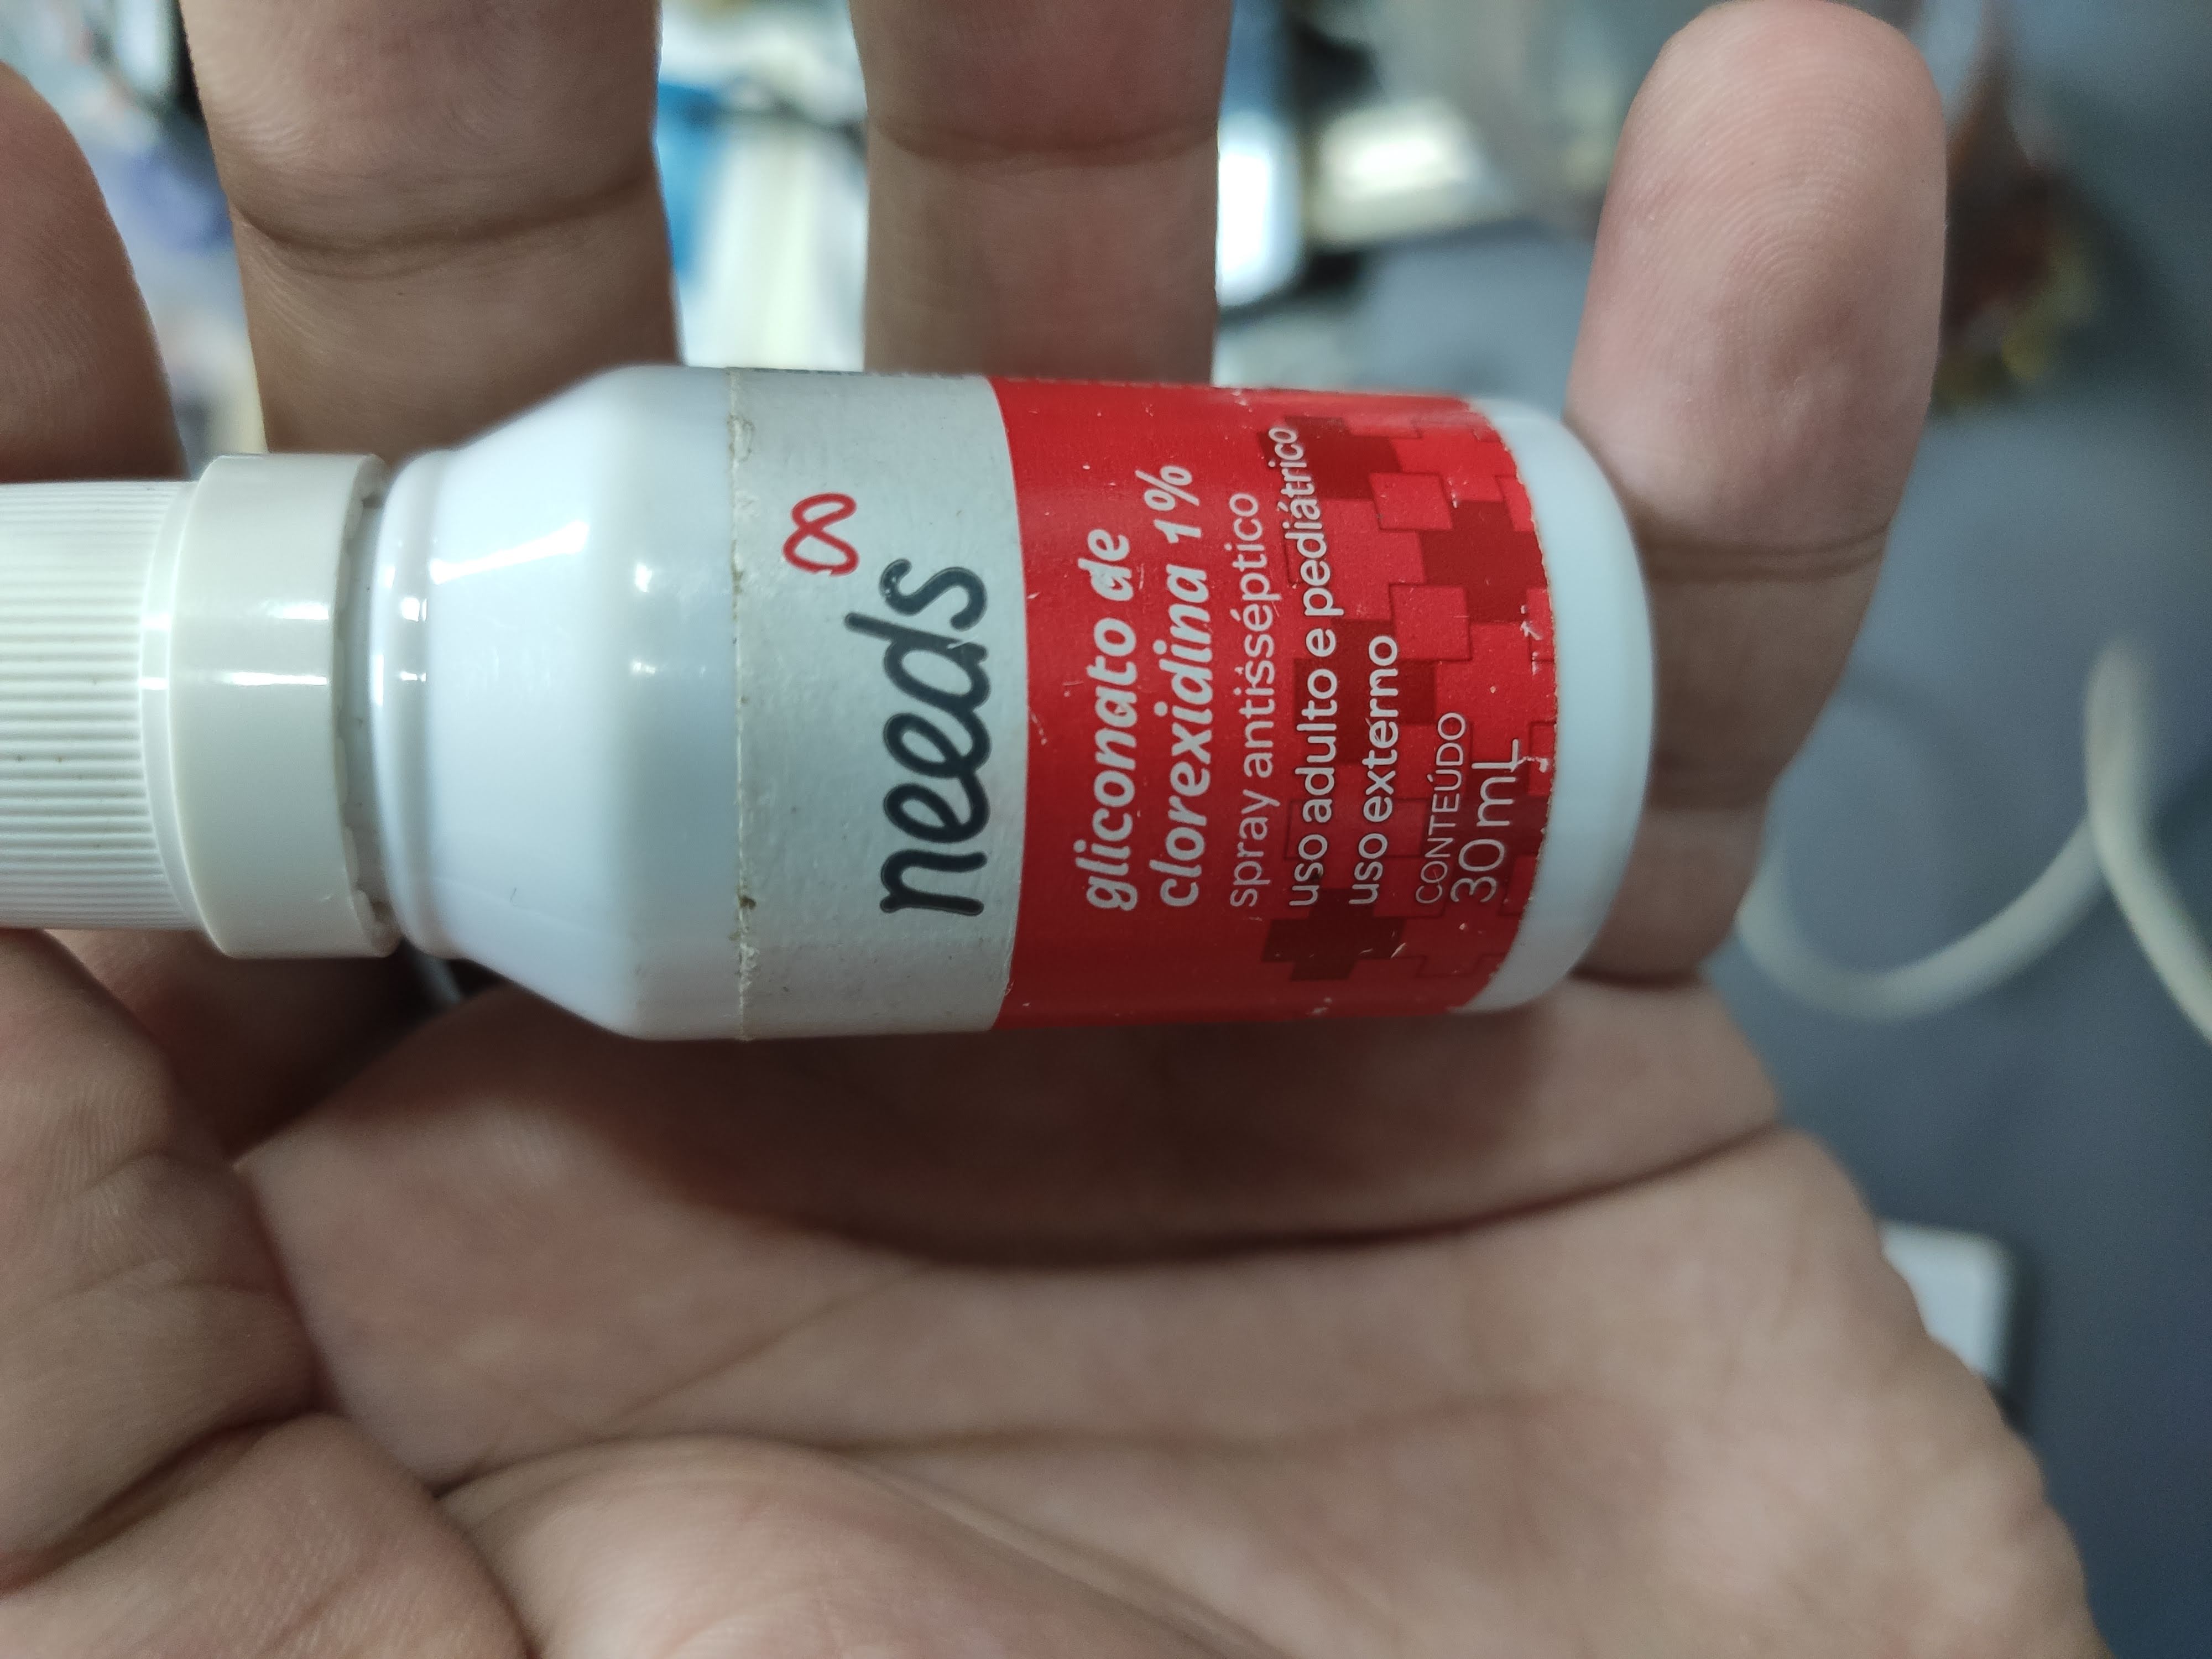 needs
gliconato de
clorexidina 1%
spray antisséptico
uso adulto e pediátrico
uso externo
CONTEÚDO
30 mL